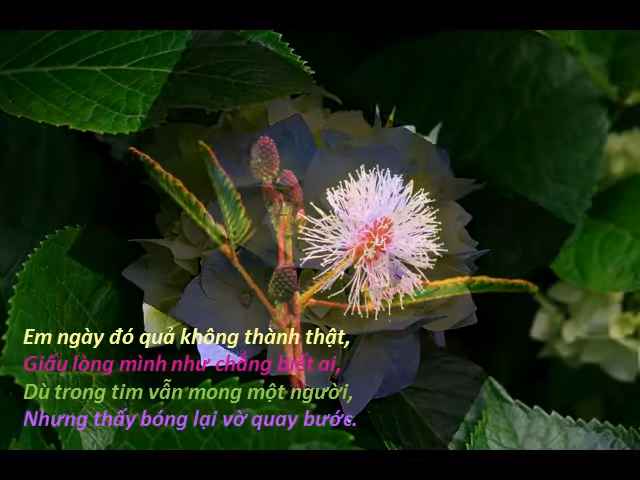 Em ngày đó quả không thành thật,
Giấu lòng mình như chẳng biết ai,
Dù trong tim vẫn mong một người,
Nhưng thấy bóng lại vờ quay bước.